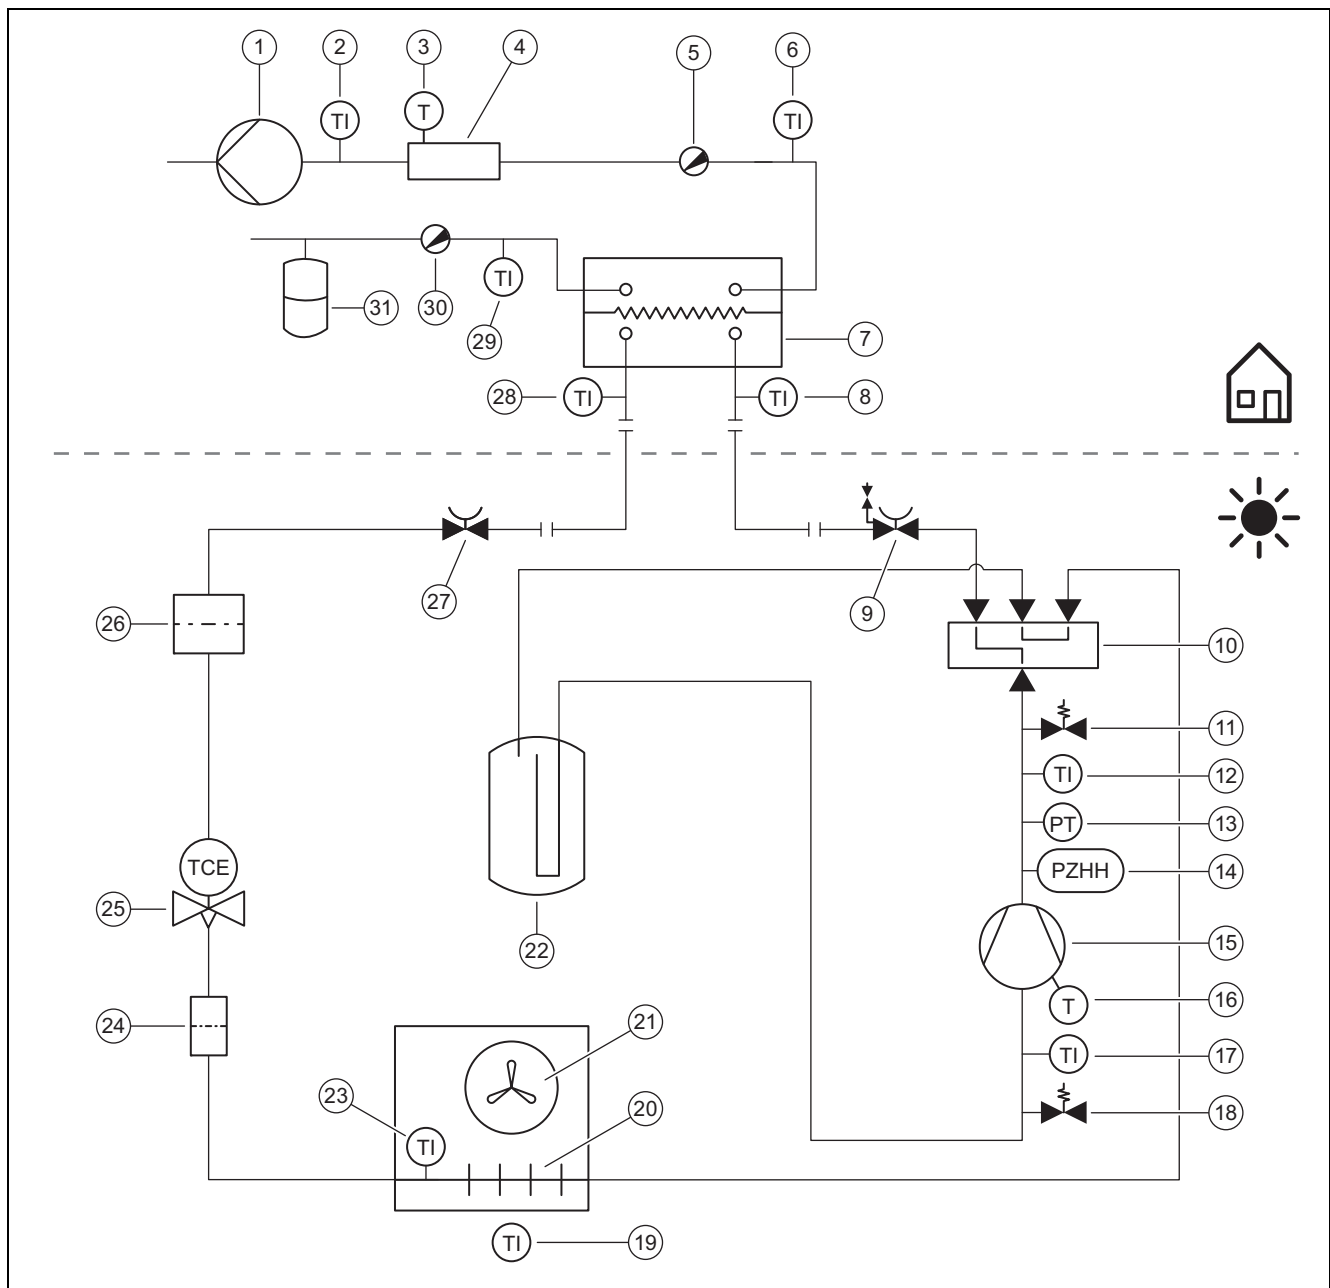 1 2 3 4 5 6
TI T TI
TI
31 30 29 7
28 TI TI 8
27 9
26 10
11
TI 12
PT 13
TCE PZHH 14
25 22 15
T 16
24 21 TI 17
23 20 18
TI
TI 19